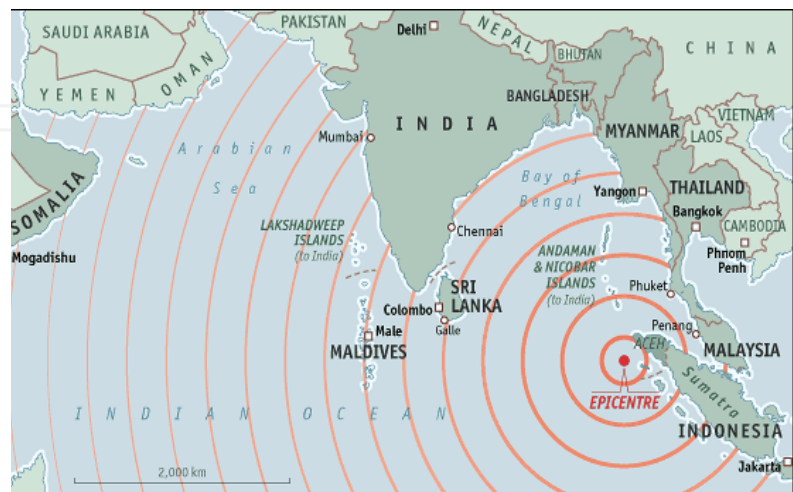 PAKISTAN
SAUDI ARABIA
Delhi
NEPAL
CHINA
BHUTAN
OMAN
YEMEN
BANGLADESH
INDIA
VIETNAM
MYANMAR
LAOS
Mumbai
Arabian
Sea
Bay of
Bengal
Yangon
THAILAND
Bangkok
SOMALIA
LAKSHADWEEP
ISLANDS
(to India)
Chennai
CAMBODIA
Phnom
Penh
ANDAMAN
& NICOBAR
ISLANDS
(to India)
Mogadishu
Phuket
SRI
LANKA
Colombo
Galle
Male
MALDIVES
Penang
ACEH
MALAYSIA
Sumatra
EPICENTRE
INDIAN OCEAN
INDONESIA
Jakarta
2,000 km